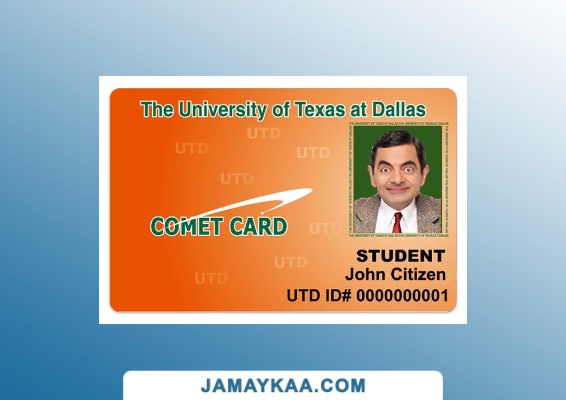 The University of Texas at Dallas
UTD
UTD
UTD
UTD
UTD
UTD
COMET CARD
STUDENT
John Citizen
UTD ID# 0000000001
JAMAYKAA.COM